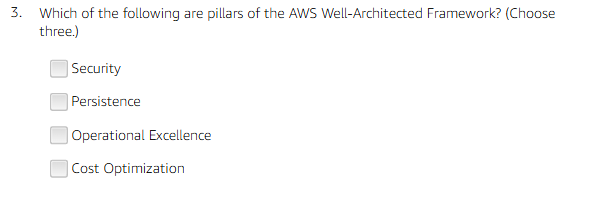 3. Which of the following are pillars of the AWS Well-Architected Framework? (Choose
three.)
Security
Persistence
Operational Excellence
Cost Optimization